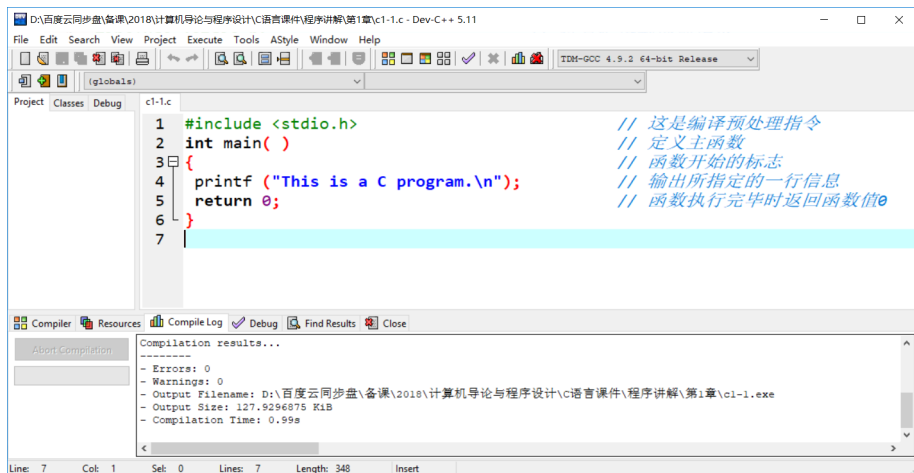 D:\百度云同步盘\备课\2018\计算机导论与程序设计\C语言课件\程序讲解\第1章\c1-1.c - Dev-C++ 5.11
File Edit Search View Project Execute Tools AStyle Window Help
TDM-GCC 4.9.2 64-bit Release
(globals)
Project Classes Debug c1-1.c
1 #include <stdio.h> // 这是编译预处理指令
2 int main( ) // 定义主函数
3 { // 函数开始的标志
4 printf ("This is a C program.\n"); // 输出所指定的一行信息
5 return 0; // 函数执行完毕时返回函数值0
6 }
7
Compiler Resources Compile Log Debug Find Results Close
Abort Compilation
Compilation results...
--------
- Errors: 0
- Warnings: 0
- Output Filename: D:\百度云同步盘\备课\2018\计算机导论与程序设计\C语言课件\程序讲解\第1章\c1-1.exe
- Output Size: 127.9296875 KiB
- Compilation Time: 0.99s
Line: 7 Col: 1 Sel: 0 Lines: 7 Length: 348 Insert